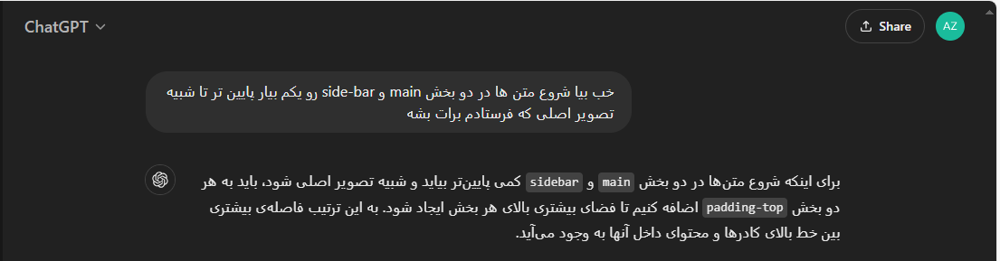 ChatGPT
Share
AZ
خب بیا شروع متن ها در دو بخش main و side-bar رو یکم بیار پایین تر تا شبیه
تصویر اصلی که فرستادم برات بشه
برای اینکه شروع متن‌ها در دو بخش main و sidebar کمی پایین‌تر بیاید و شبیه تصویر اصلی شود، باید به هر
دو بخش padding-top اضافه کنیم تا فضای بیشتری بالای هر بخش ایجاد شود. به این ترتیب فاصله‌ی بیشتری
بین خط بالای کادرها و محتوای داخل آنها به وجود می‌آید.